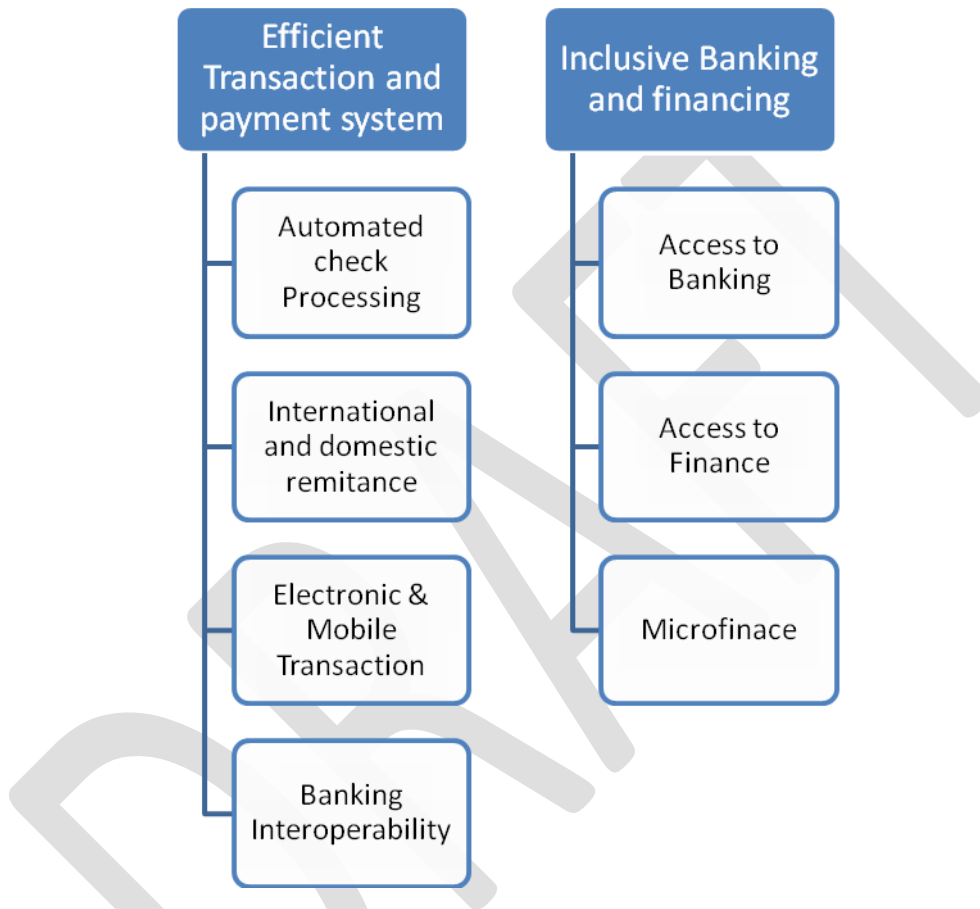 Efficient
Transaction and
payment system
Automated
check
Processing
International
and domestic
remitance
Electronic &
Mobile
Transaction
Banking
Interoperability
Inclusive Banking
and financing
Access to
Banking
Access to
Finance
Microfinace
DRAFT